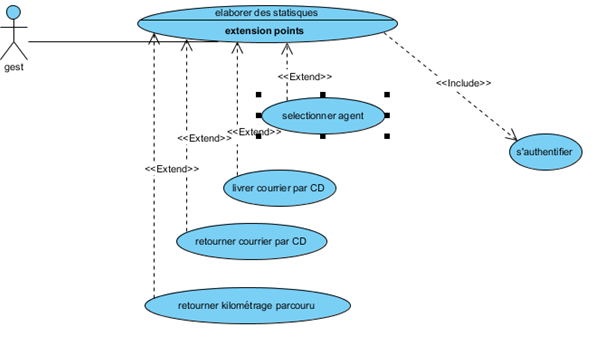 elaborer des statisques
extension points
gest
<<Extend>>
<<Include>>
selectionner agent
<<Extend>>
<<Extend>>
s'authentifier
<<Extend>>
livrer courrier par CD
retourner courrier par CD
retourner kilométrage parcouru